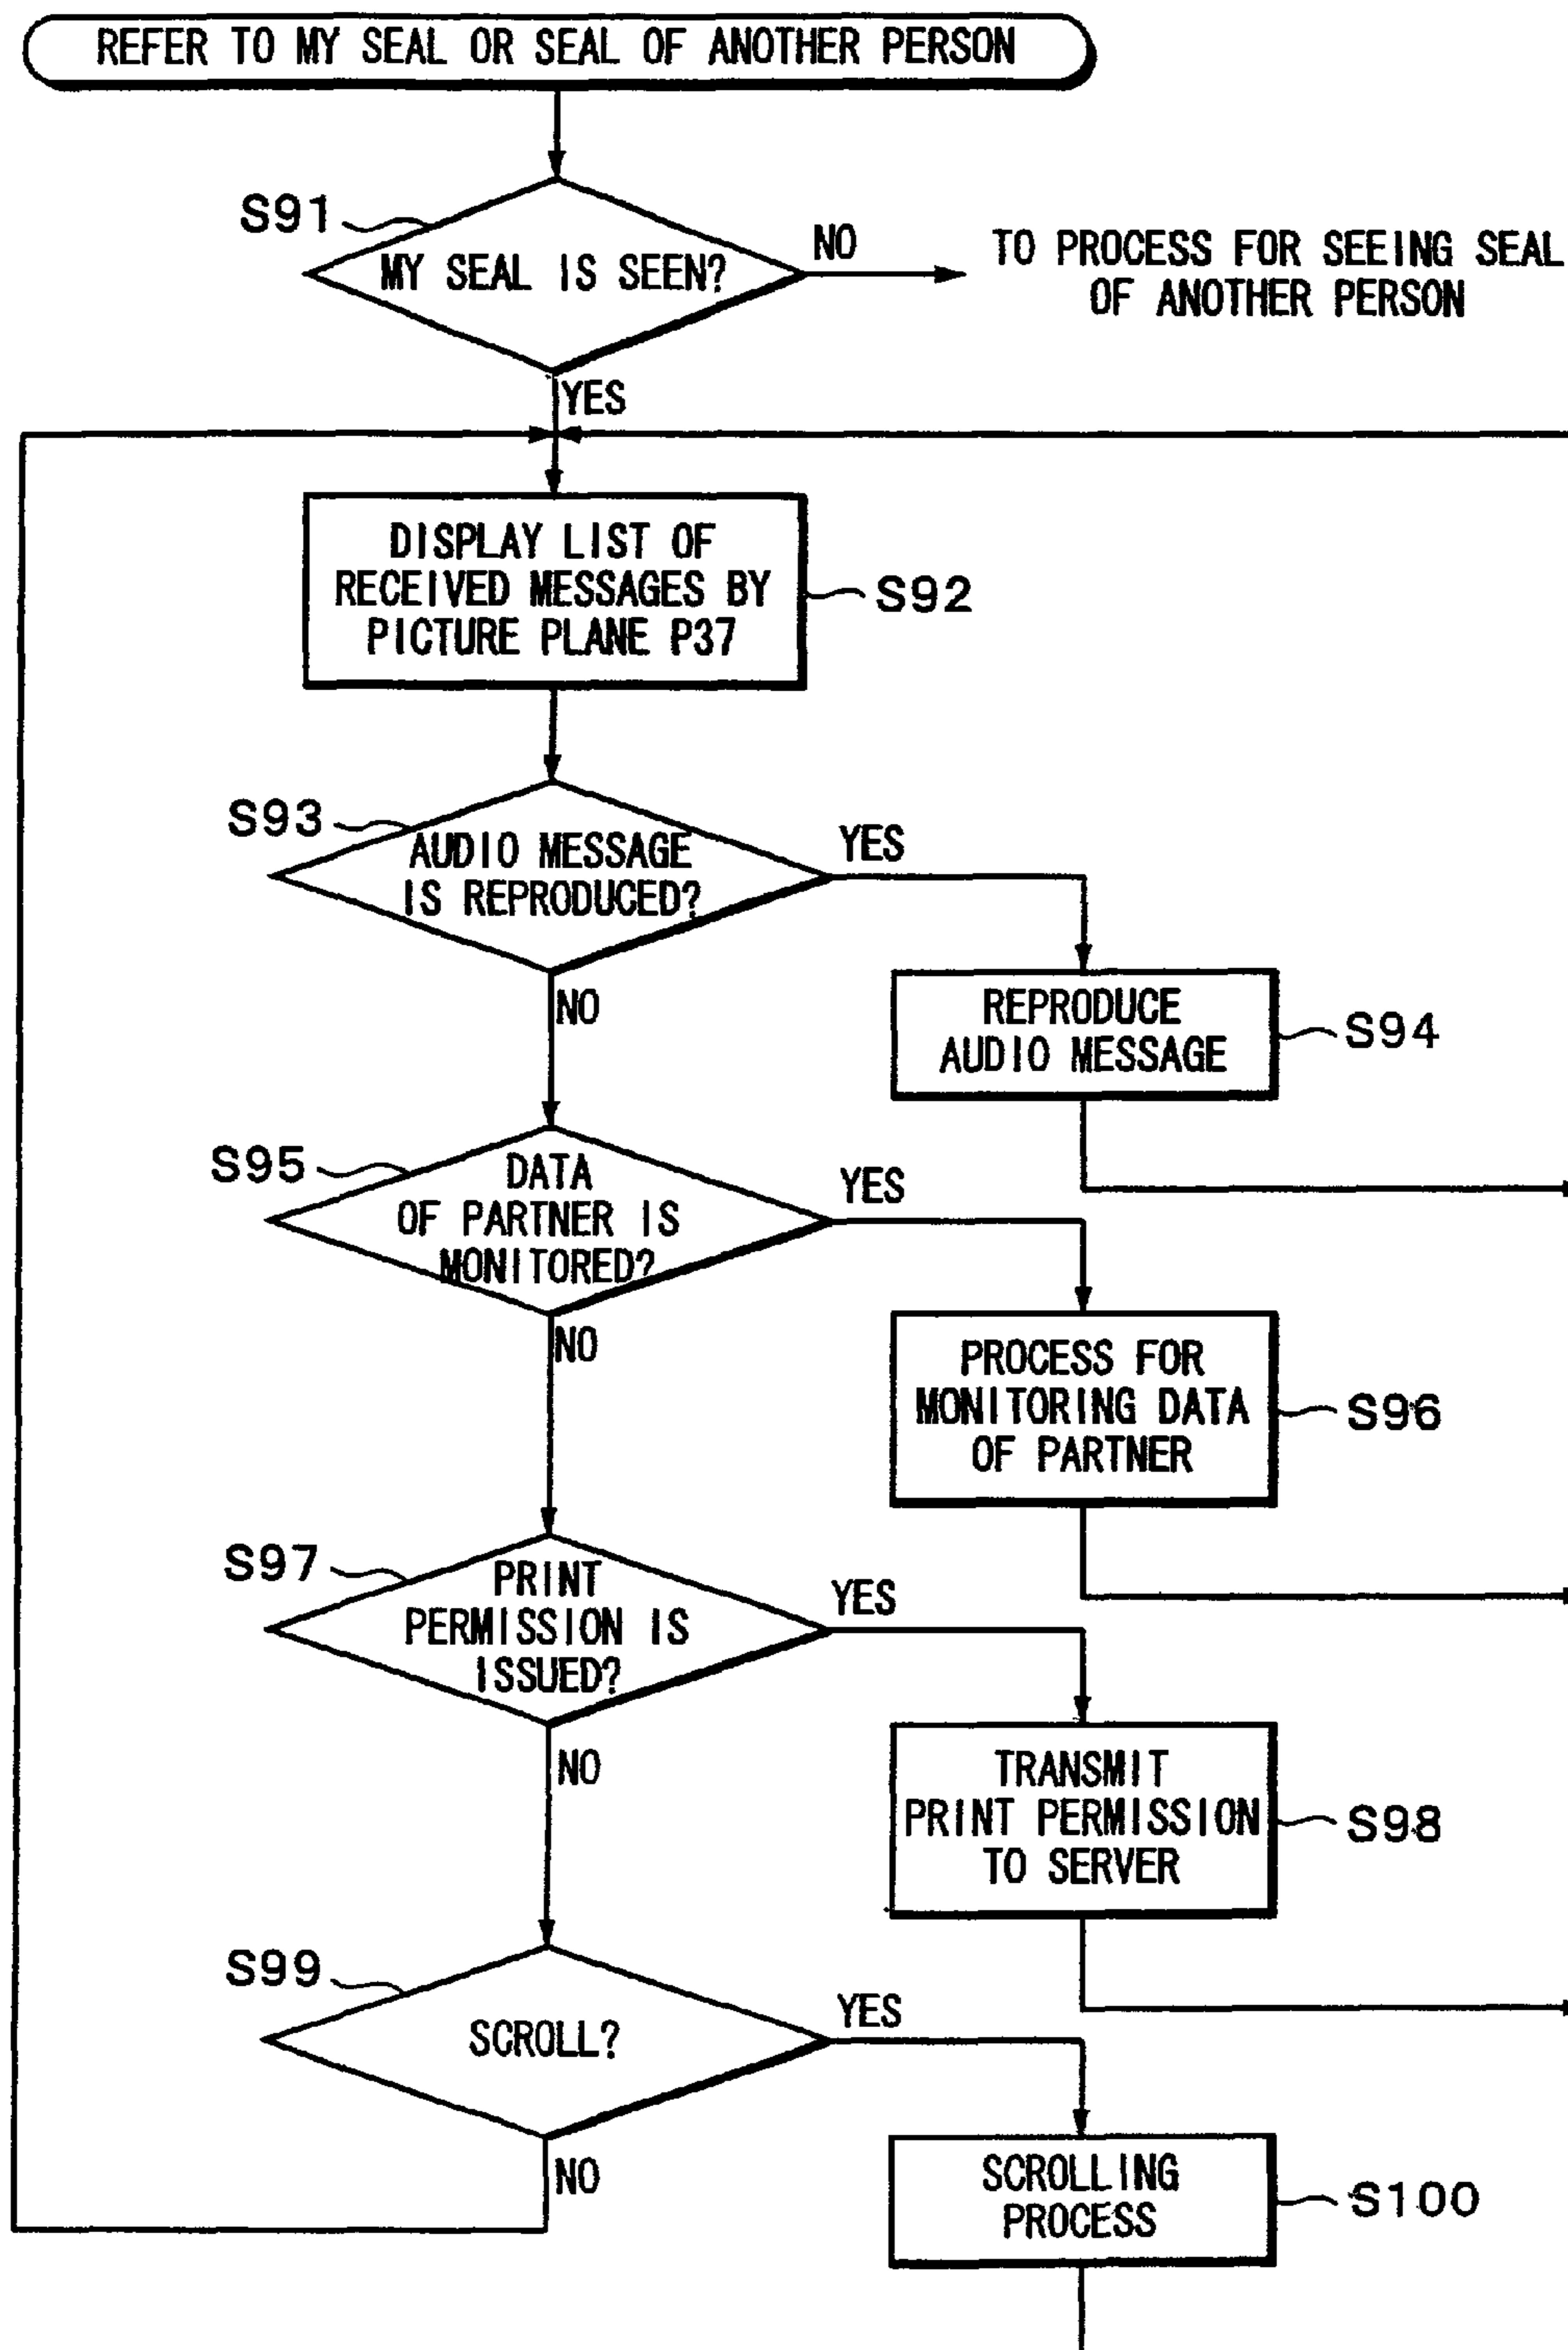 REFER TO MY SEAL OR SEAL OF ANOTHER PERSON
S91
MY SEAL IS SEEN?
NO
TO PROCESS FOR SEEING SEAL
OF ANOTHER PERSON
YES
DISPLAY LIST OF
RECEIVED MESSAGES BY
PICTURE PLANE P37
S92
S93
AUDIO MESSAGE
IS REPRODUCED?
YES
NO
REPRODUCE
AUDIO MESSAGE
S94
S95
DATA
OF PARTNER IS
MONITORED?
YES
NO
PROCESS FOR
MONITORING DATA
OF PARTNER
S96
S97
PRINT
PERMISSION IS
ISSUED?
YES
NO
TRANSMIT
PRINT PERMISSION
TO SERVER
S98
S99
SCROLL?
YES
NO
SCROLLING
PROCESS
S100